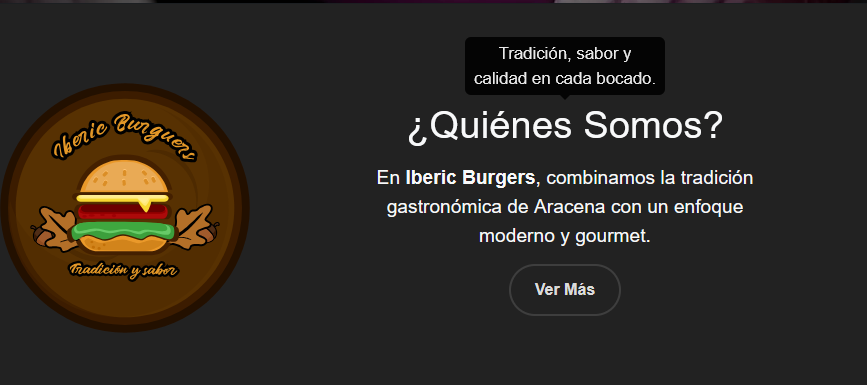 Tradición, sabor y
calidad en cada bocado.
¿Quiénes Somos?
Iberic Burguers
Tradición y sabor
En Iberic Burgers, combinamos la tradición
gastronómica de Aracena con un enfoque
moderno y gourmet.
Ver Más